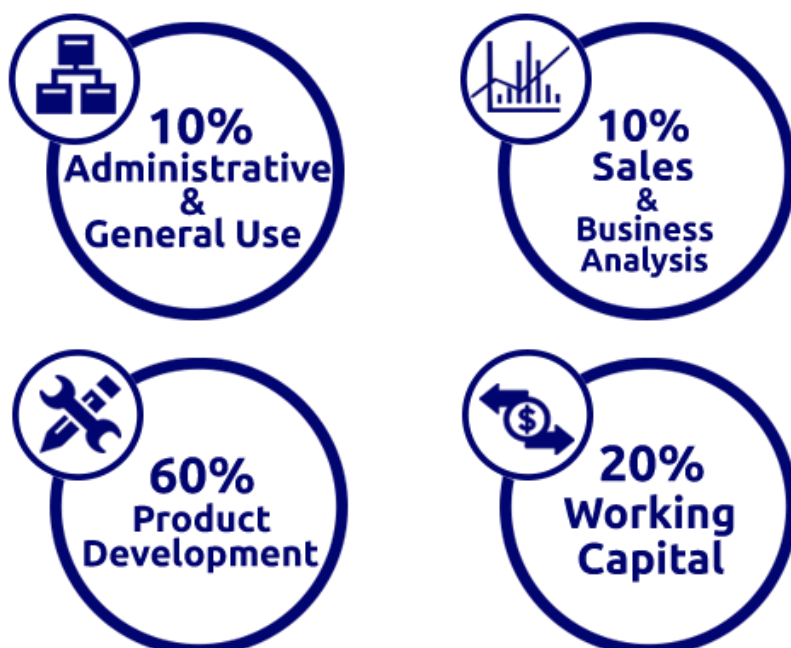 10%
Administrative
&
General Use
10%
Sales
&
Business
Analysis
60%
Product
Development
$
20%
Working
Capital